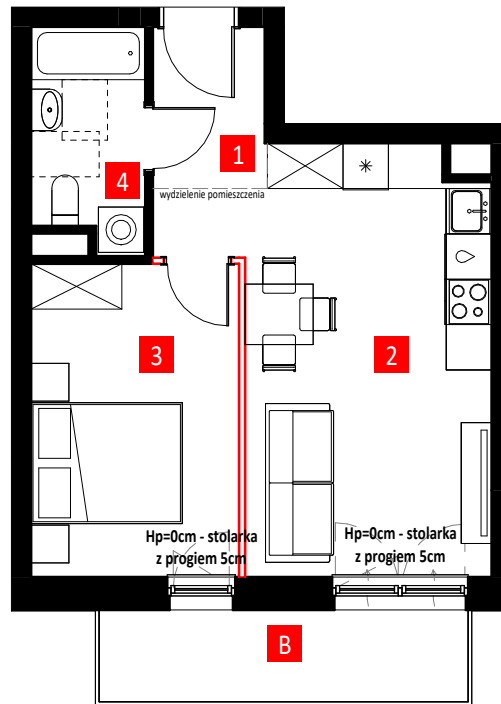 1
4
wydzielenie pomieszczenia
3
2
Hp=0cm - stolarka
z progiem 5cm
Hp=0cm - stolarka
z progiem 5cm
B